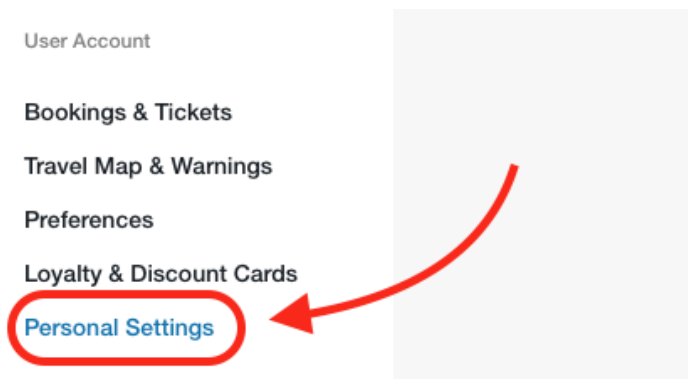 User Account
Bookings & Tickets
Travel Map & Warnings
Preferences
Loyalty & Discount Cards
Personal Settings